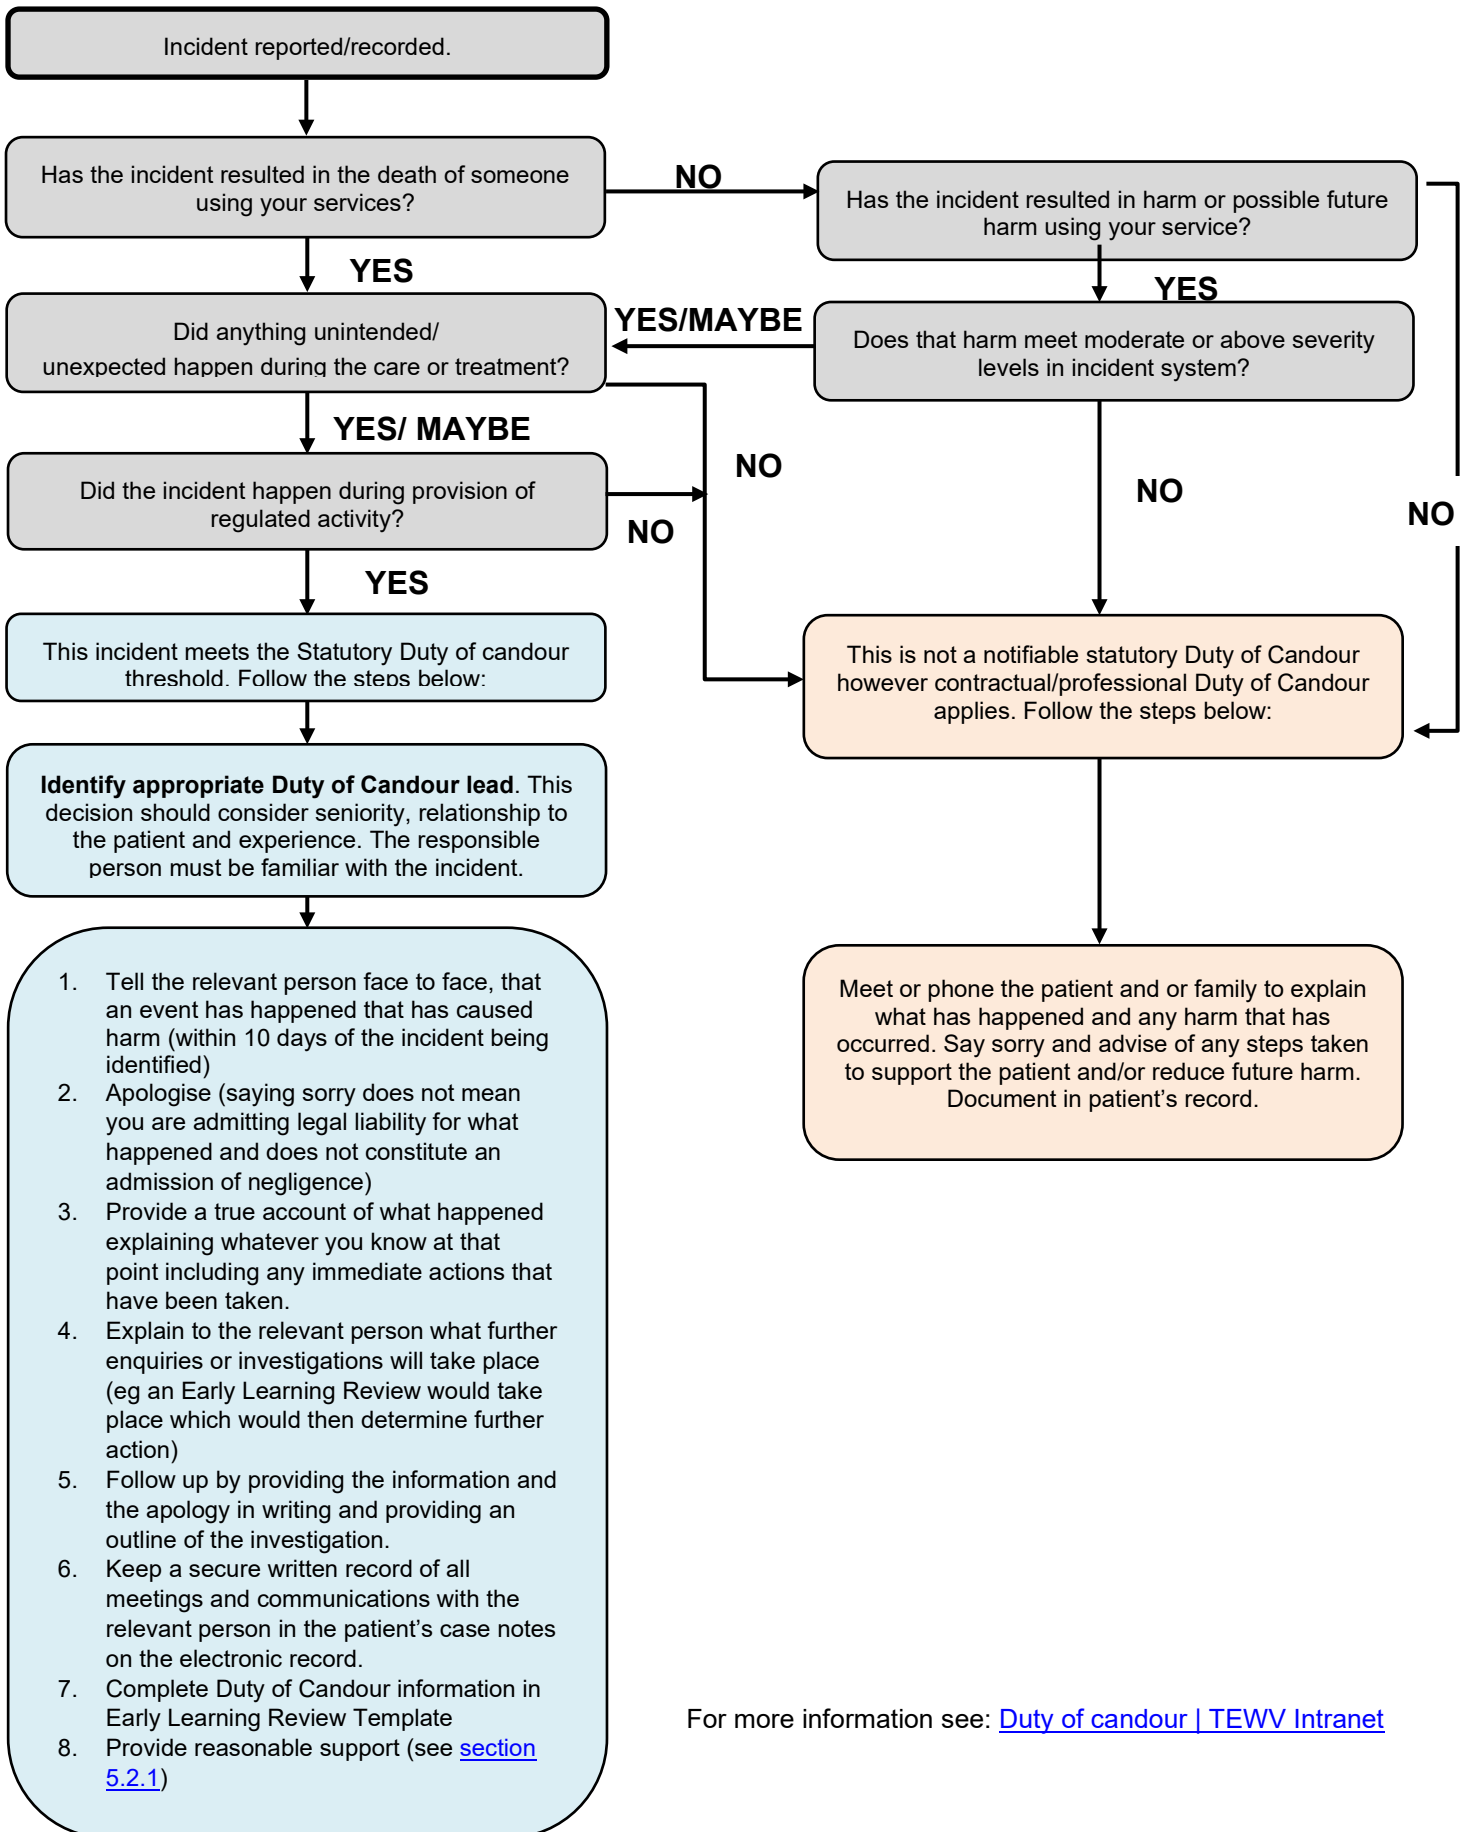 Incident reported/recorded.
Has the incident resulted in the death of someone
using your services?
NO
Has the incident resulted in harm or possible future
harm using your service?
YES
YES
Did anything unintended/
unexpected happen during the care or treatment?
YES/MAYBE
Does that harm meet moderate or above severity
levels in incident system?
YES/ MAYBE
NO
NO
NO
Did the incident happen during provision of
regulated activity?
NO
YES
This incident meets the Statutory Duty of candour
threshold. Follow the steps below:
This is not a notifiable statutory Duty of Candour
however contractual/professional Duty of Candour
applies. Follow the steps below:
Identify appropriate Duty of Candour lead. This
decision should consider seniority, relationship to
the patient and experience. The responsible
person must be familiar with the incident.
1. Tell the relevant person face to face, that
an event has happened that has caused
harm (within 10 days of the incident being
identified)
2. Apologise (saying sorry does not mean
you are admitting legal liability for what
happened and does not constitute an
admission of negligence)
3. Provide a true account of what happened
explaining whatever you know at that
point including any immediate actions that
have been taken.
4. Explain to the relevant person what further
enquiries or investigations will take place
(eg an Early Learning Review would take
place which would then determine further
action)
5. Follow up by providing the information and
the apology in writing and providing an
outline of the investigation.
6. Keep a secure written record of all
meetings and communications with the
relevant person in the patient’s case notes
on the electronic record.
7. Complete Duty of Candour information in
Early Learning Review Template
8. Provide reasonable support (see section
5.2.1)
Meet or phone the patient and or family to explain
what has happened and any harm that has
occurred. Say sorry and advise of any steps taken
to support the patient and/or reduce future harm.
Document in patient’s record.
For more information see: Duty of candour | TEWV Intranet